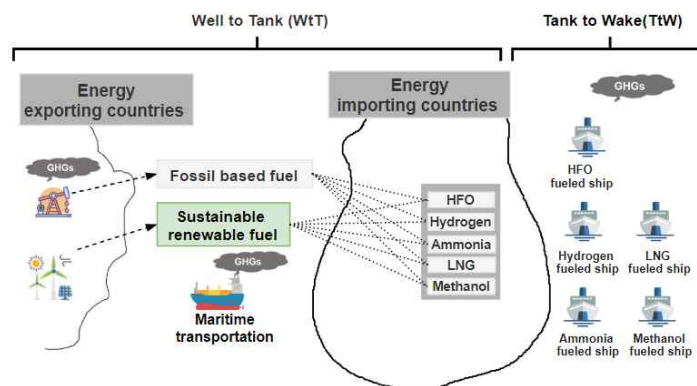 Well to Tank (WtT)
Tank to Wake(TtW)
Energy
exporting countries
Energy
importing countries
GHGs
GHGs
Fossil based fuel
Sustainable
renewable fuel
GHGs
Maritime
transportation
HFO
Hydrogen
Ammonia
LNG
Methanol
HFO
fueled ship
Hydrogen
fueled ship
LNG
fueled ship
Ammonia
fueled ship
Methanol
fueled ship